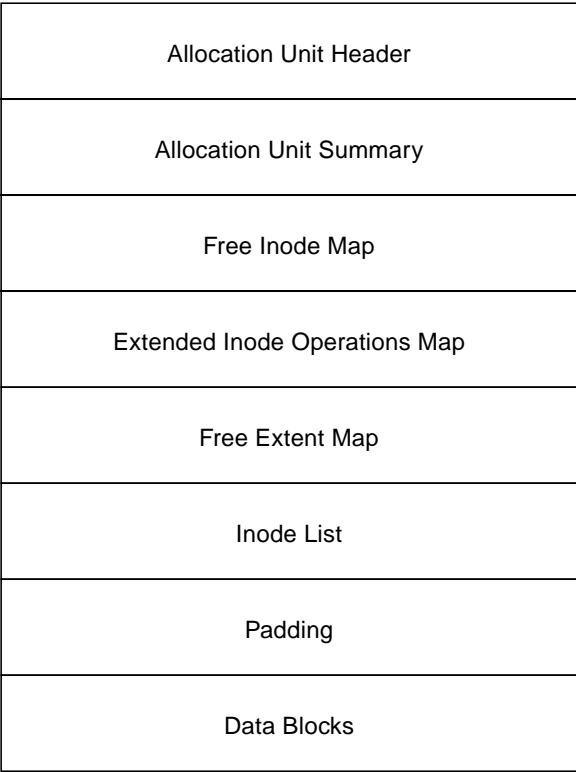 Allocation Unit Header
Allocation Unit Summary
Free Inode Map
Extended Inode Operations Map
Free Extent Map
Inode List
Padding
Data Blocks